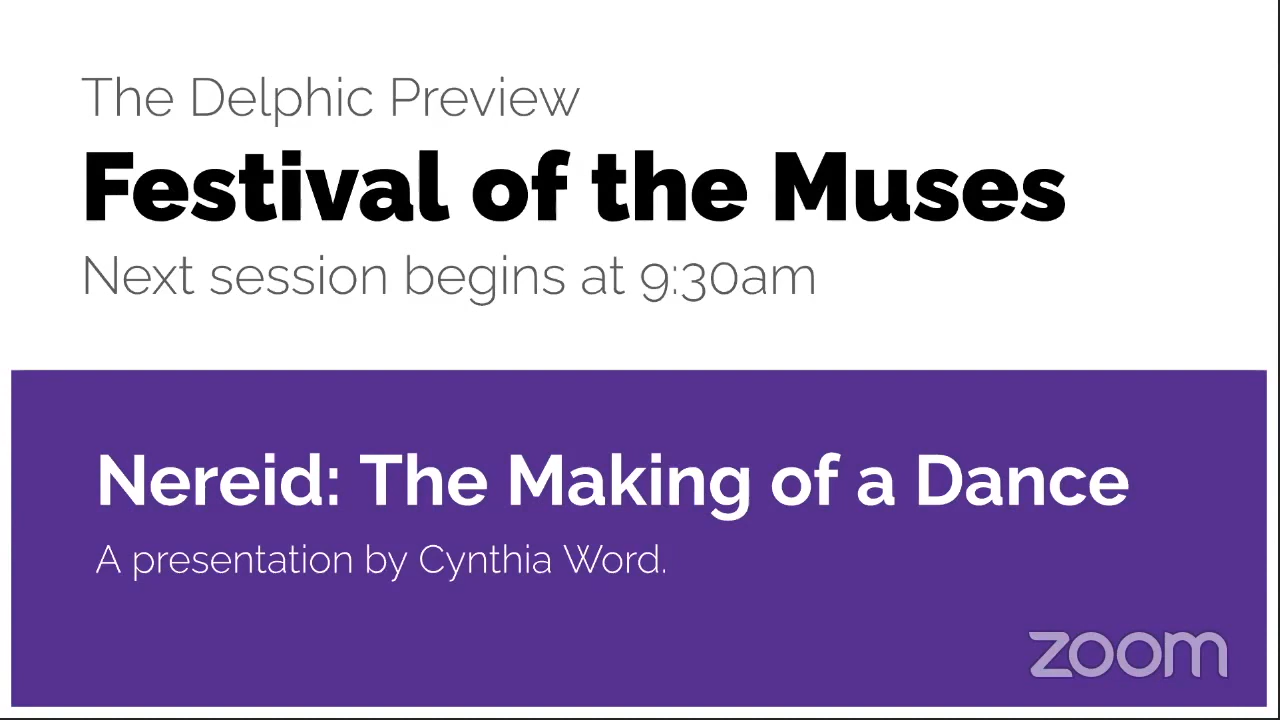 The Delphic Preview
Festival of the Muses
Next session begins at 9:30am
Nereid: The Making of a Dance
A presentation by Cynthia Word.
zoom